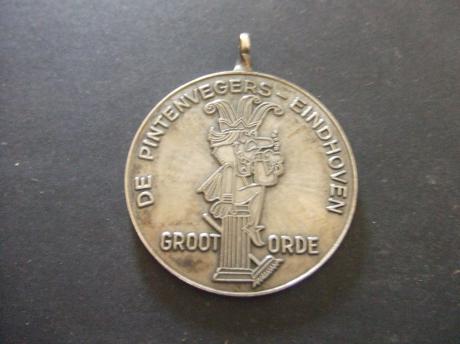 DE PINTENVEGERS - EINDHOVEN
GROOT ORDE